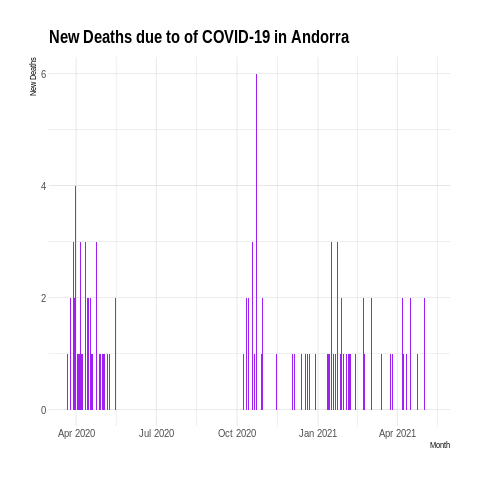 New Deaths due to of COVID-19 in Andorra
New Deaths
6
4
2
0
Apr 2020 Jul 2020 Oct 2020 Jan 2021 Apr 2021
Month